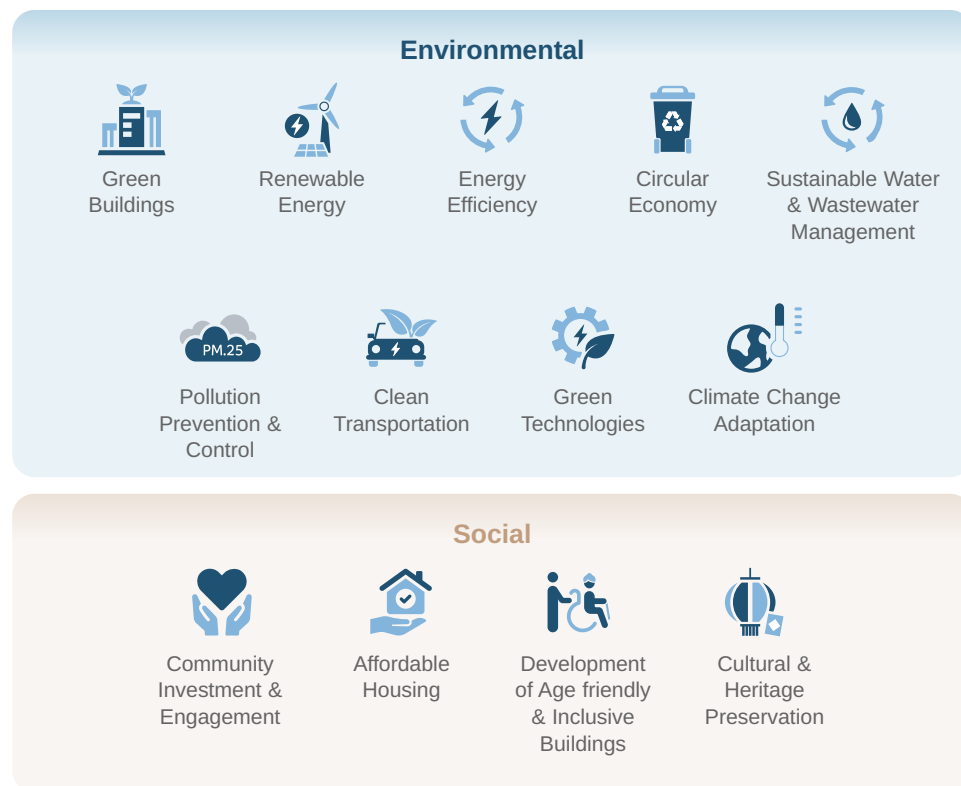 Environmental
Green
Buildings
Renewable
Energy
Energy
Efficiency
Circular
Economy
Sustainable Water
& Wastewater
Management
PM.25
Pollution
Prevention &
Control
Clean
Transportation
Green
Technologies
Climate Change
Adaptation
Social
Community
Investment &
Engagement
Affordable
Housing
Development
of Age friendly
& Inclusive
Buildings
Cultural &
Heritage
Preservation